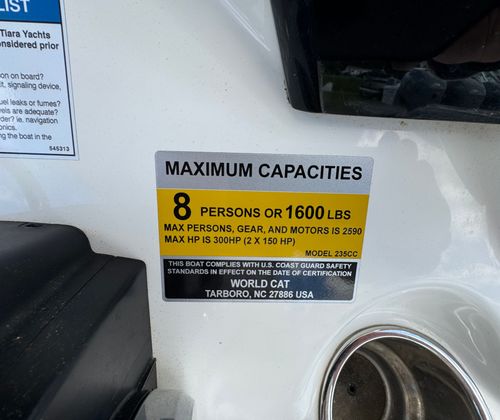 LIST
Tiara Yachts
considered prior
on on board?
it, signaling device,
uel leaks or fumes?
vels are adequate?
der? ie. navigation
onics.
ng the boat in the
545313
MAXIMUM CAPACITIES
8 PERSONS OR 1600 LBS
MAX PERSONS, GEAR, AND MOTORS IS 2590
MAX HP IS 300HP (2 X 150 HP)
MODEL 235CC
THIS BOAT COMPLIES WITH U.S. COAST GUARD SAFETY
STANDARDS IN EFFECT ON THE DATE OF CERTIFICATION
WORLD CAT
TARBORO, NC 27886 USA